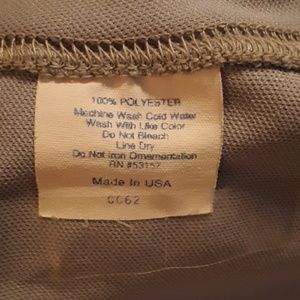 100% POLYESTER
Machine Wash Cold Water
Wash With Like Color
Do Not Bleach
Line Dry
Do Not Iron Ornamentation
RN #53157
Made In USA
0062